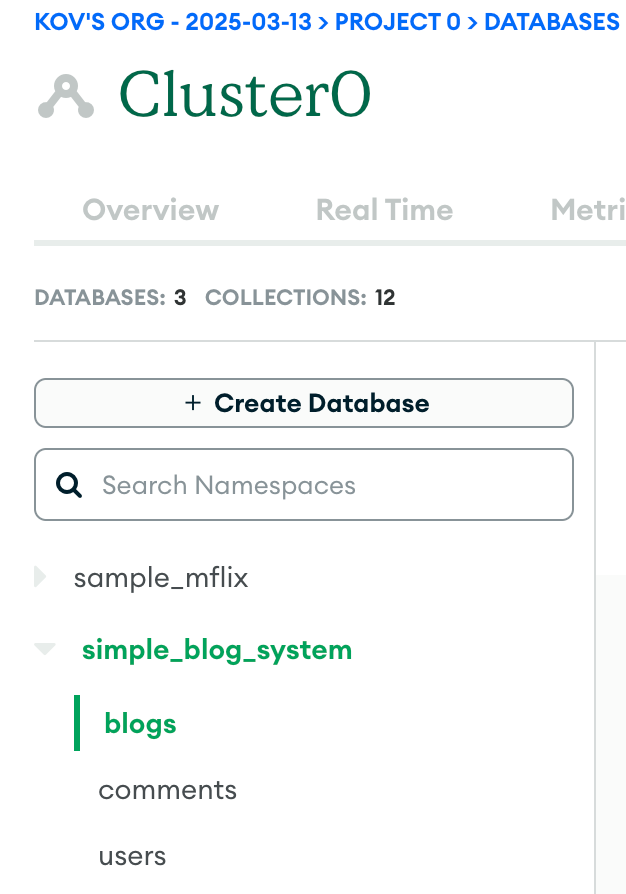 KOV'S ORG - 2025-03-13 > PROJECT 0 > DATABASES
Cluster0
Overview Real Time Metri
DATABASES: 3 COLLECTIONS: 12
+ Create Database
Search Namespaces
sample_mflix
simple_blog_system
blogs
comments
users